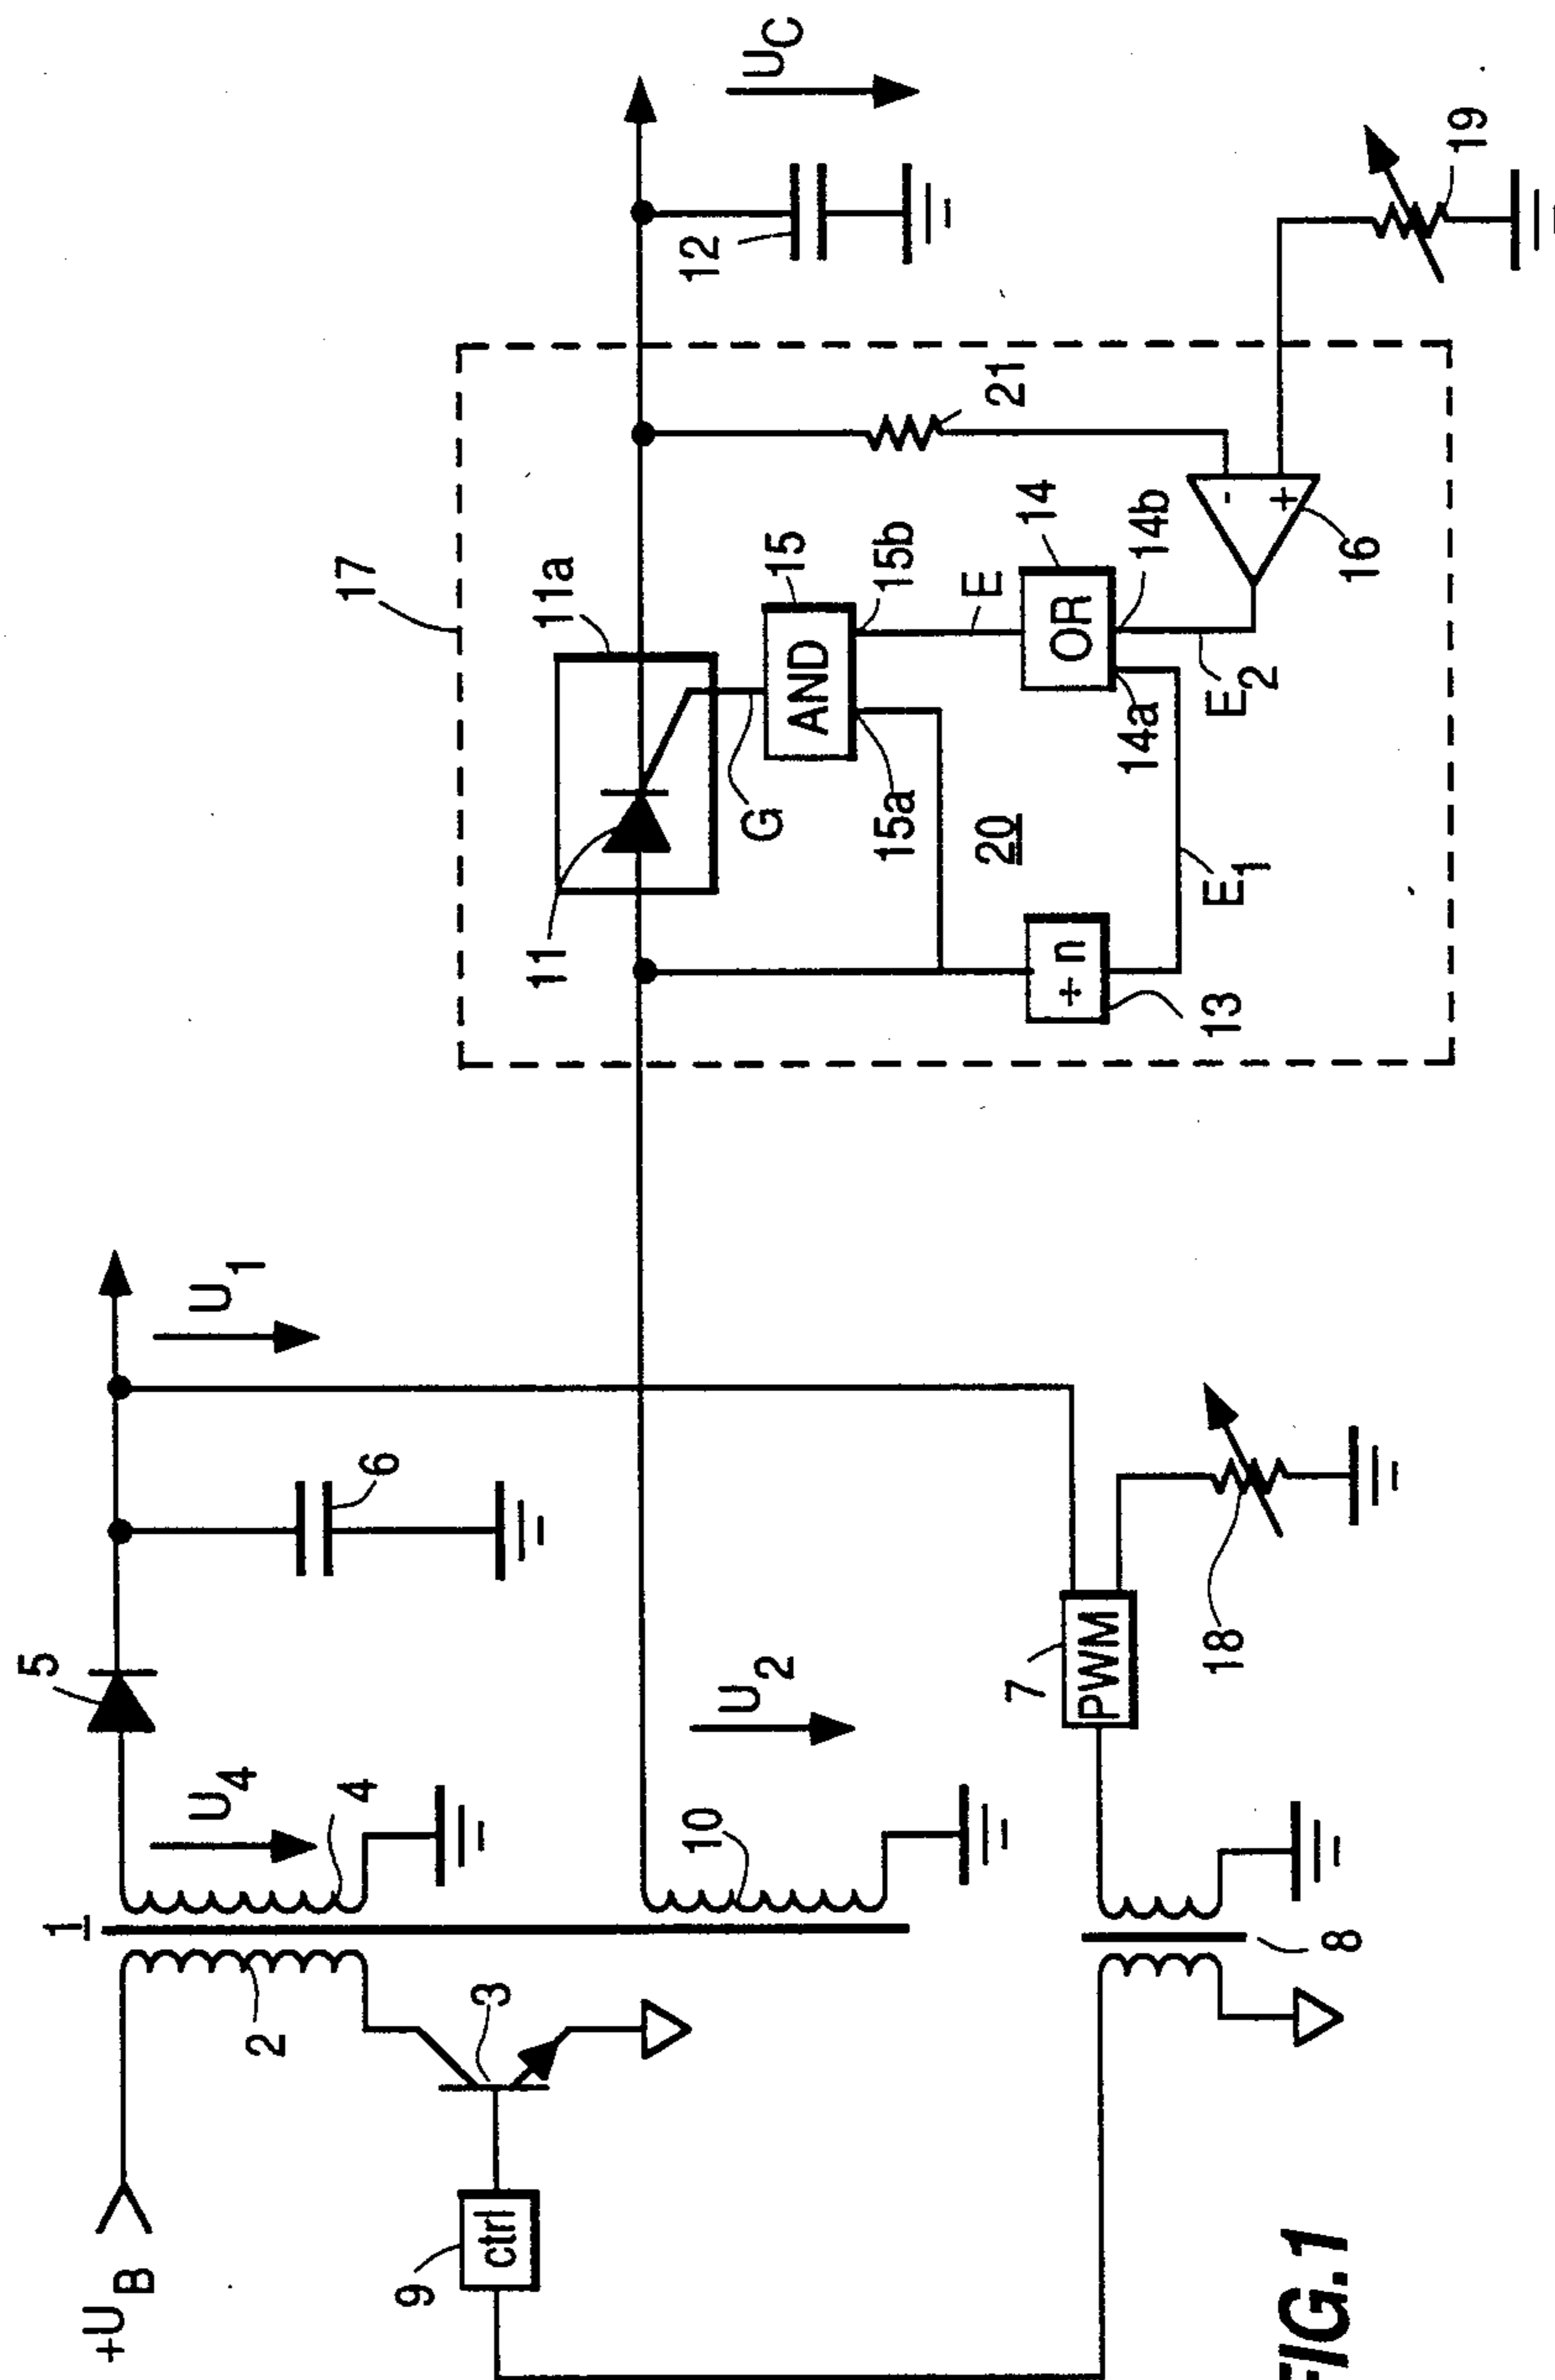 +U_B
1
2
3
9
ctrl
U_4
4
5
6
U_1
10
U_2
7
PWM
18
8
17
11
11a
G
AND
15
15a
15b
E
20
÷ n
13
E_1
OR
14
14a
14b
E_2
-
+
16
21
12
U_C
19
FIG.1